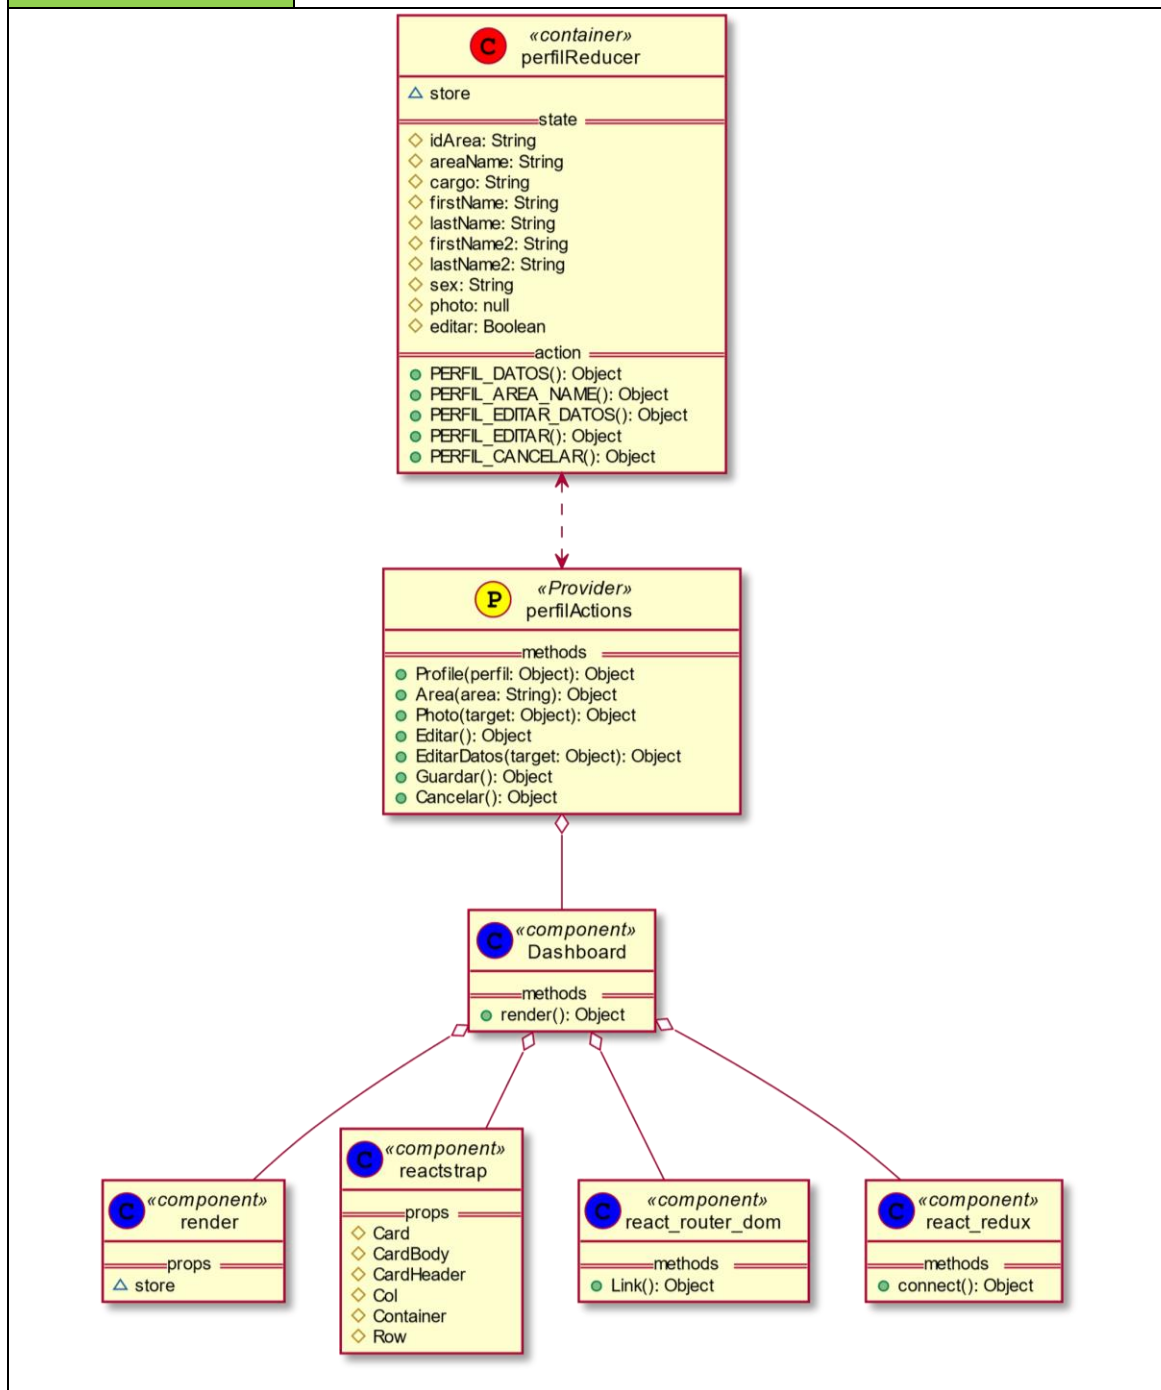 C «container»
perfilReducer
store
state
idArea: String
areaName: String
cargo: String
firstName: String
lastName: String
firstName2: String
lastName2: String
sex: String
photo: null
editar: Boolean
action
PERFIL_DATOS(): Object
PERFIL_AREA_NAME(): Object
PERFIL_EDITAR_DATOS(): Object
PERFIL_EDITAR(): Object
PERFIL_CANCELAR(): Object
P «Provider»
perfilActions
methods
Profile(perfil: Object): Object
Area(area: String): Object
Photo(target: Object): Object
Editar(): Object
EditarDatos(target: Object): Object
Guardar(): Object
Cancelar(): Object
C «component»
Dashboard
methods
render(): Object
C «component»
render
props
store
C «component»
reactstrap
props
Card
CardBody
CardHeader
Col
Container
Row
C «component»
react_router_dom
methods
Link(): Object
C «component»
react_redux
methods
connect(): Object